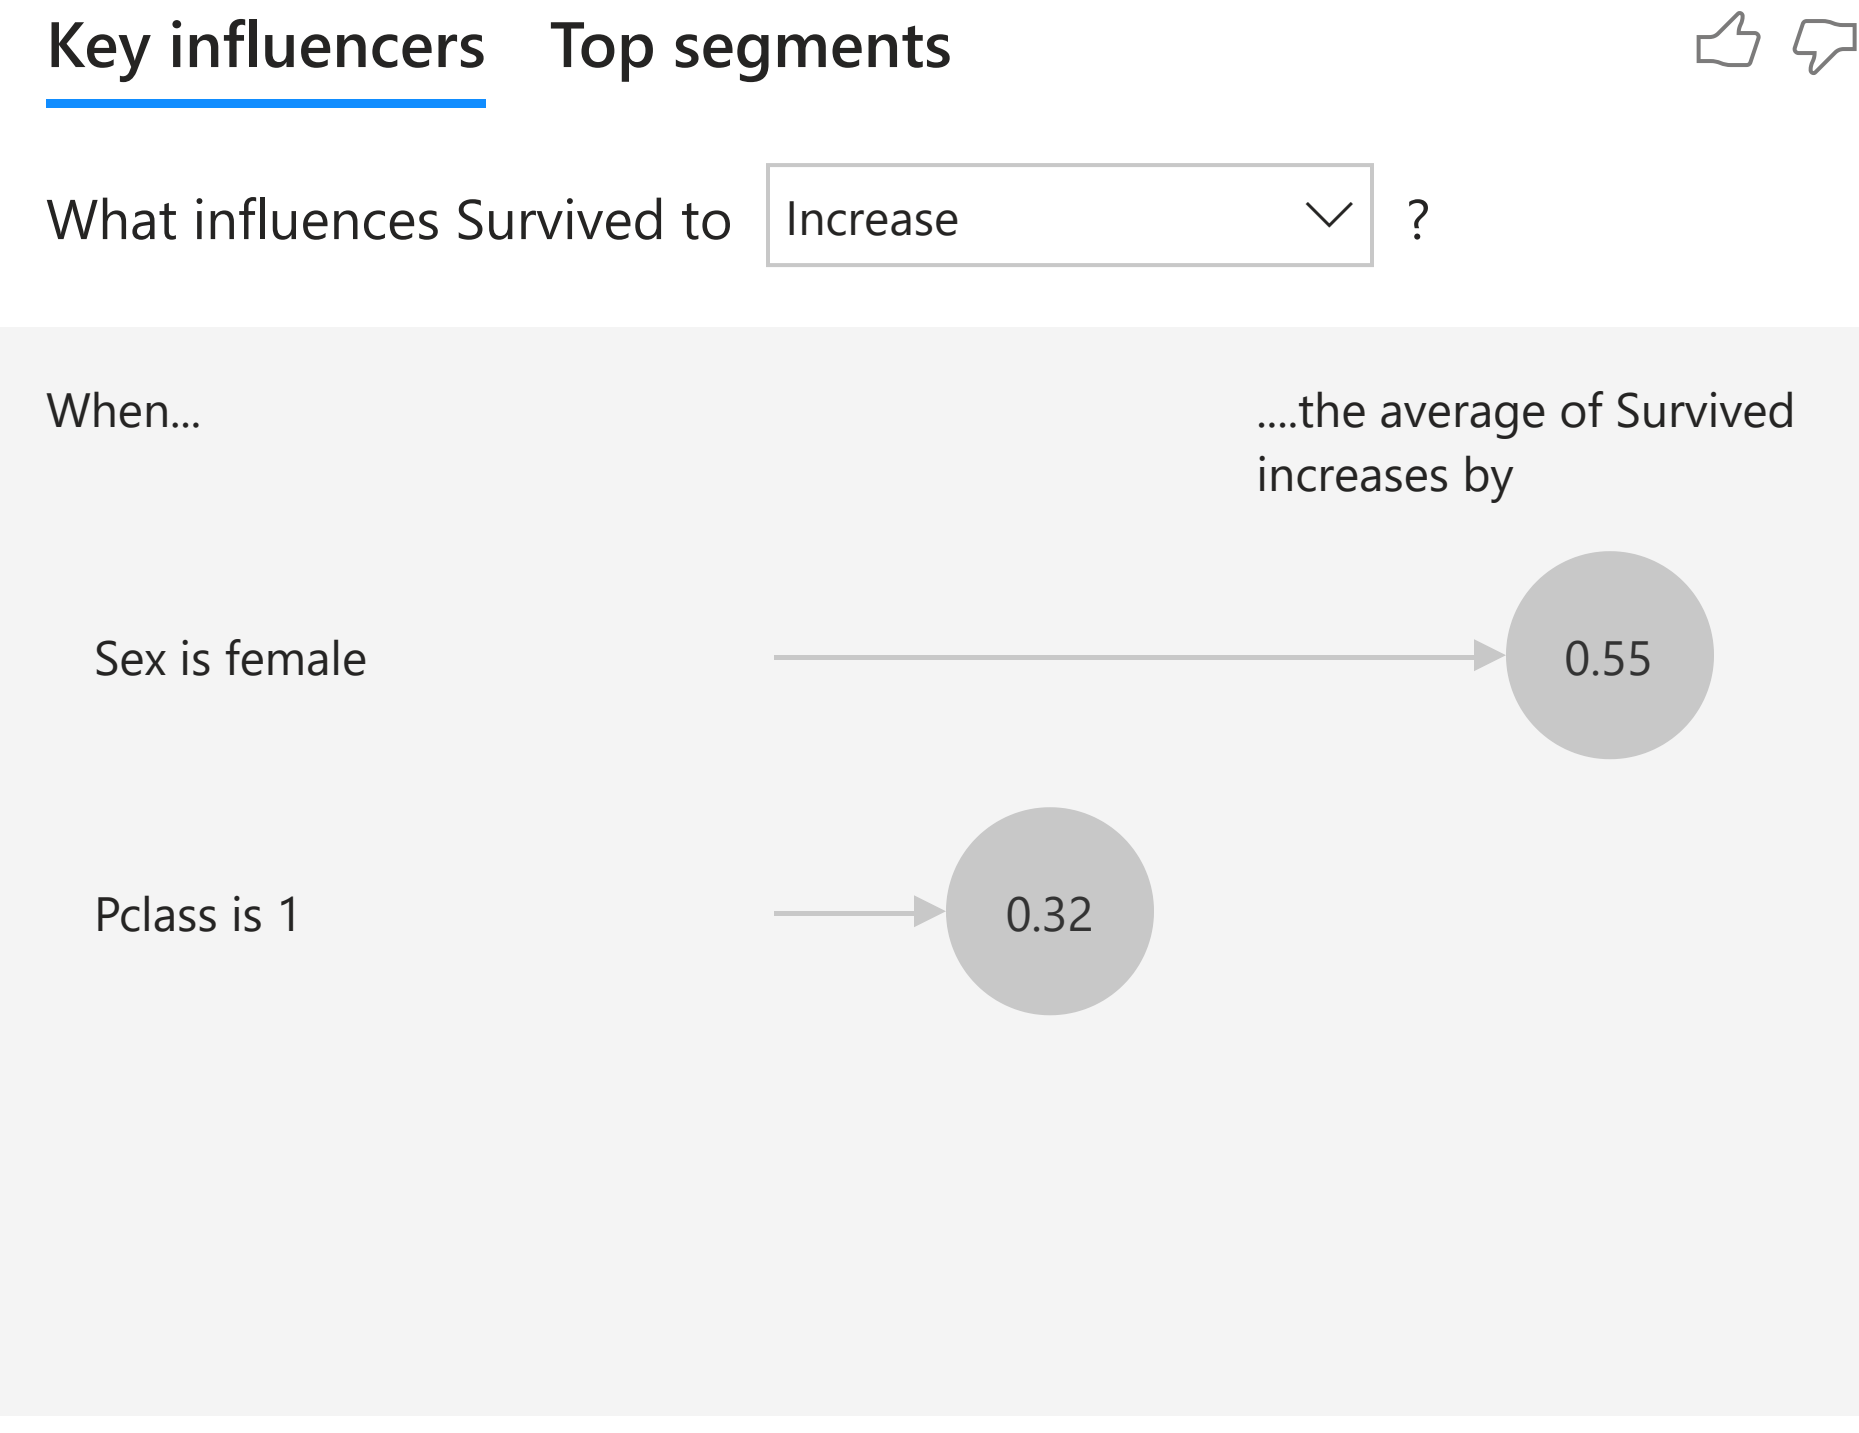 Key influencers Top segments
What influences Survived to Increase ?
When...
....the average of Survived
increases by
Sex is female 0.55
Pclass is 1 0.32